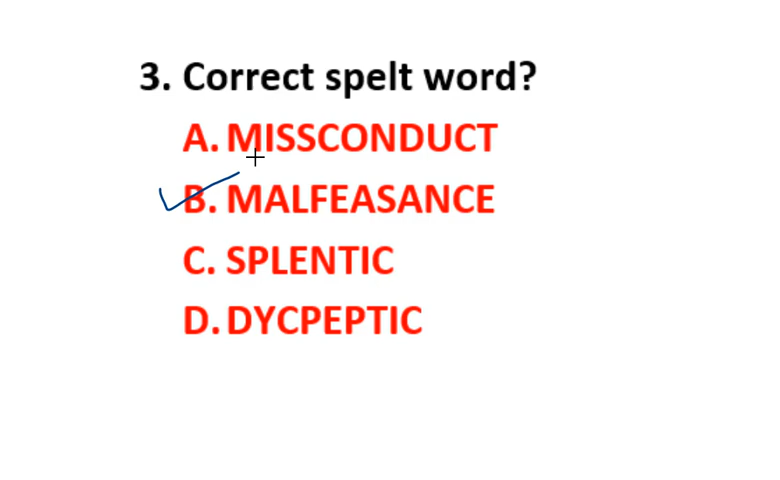 3. Correct spelt word?
A. MISSCONDUCT
B. MALFEASANCE
C. SPLENTIC
D. DYCPEPTIC